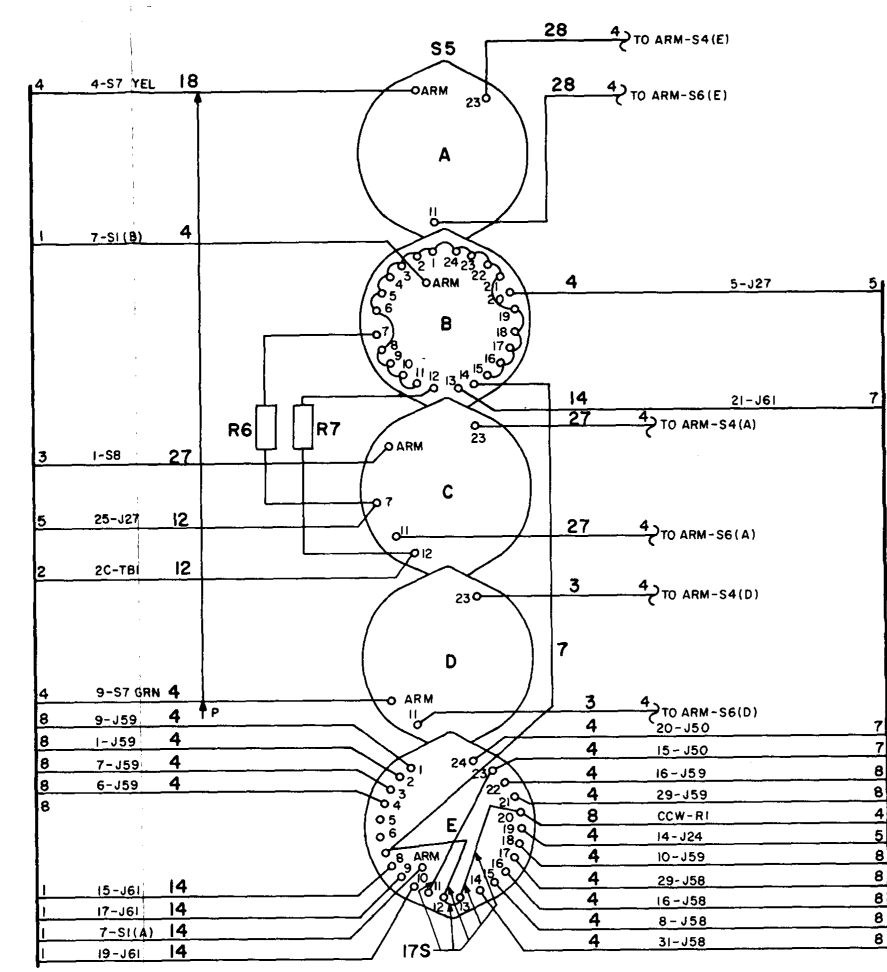 28 4 TO ARM-S4(E)
S5
4 4-S7 YEL 18
ARM
23
28 4 TO ARM-S6(E)
A
11
1 7-S1(B) 4
1
2
3
4
5
6
7
8
9
10
11
12
13
14
15
16
17
18
19
20
21
22
23
24
ARM
B
4 5-J27 5
14 21-J61 7
R6
R7
23
27 4 TO ARM-S4(A)
3 1-S8 27
ARM
C
7
5 25-J27 12
11
27 4 TO ARM-S6(A)
12
2 2C-TB1 12
23
3 4 TO ARM-S4(D)
7
D
4 9-S7 GRN 4
ARM
P
11
3 4 TO ARM-S6(D)
8 9-J59 4
8 1-J59 4
8 7-J59 4
8 6-J59 4
8
4 20-J50 7
4 15-J50 7
4 16-J59 8
4 29-J59 8
8 CCW-R1 4
4 14-J24 5
4 10-J59 8
4 29-J58 8
4 16-J58 8
4 8-J58 8
4 31-J58 8
1
2
3
4
5
6
8
9
10
11
12
13
14
15
16
17
18
19
20
21
22
23
24
E
ARM
1 15-J61 14
1 17-J61 14
1 7-S1(A) 14
1 19-J61 14
17S